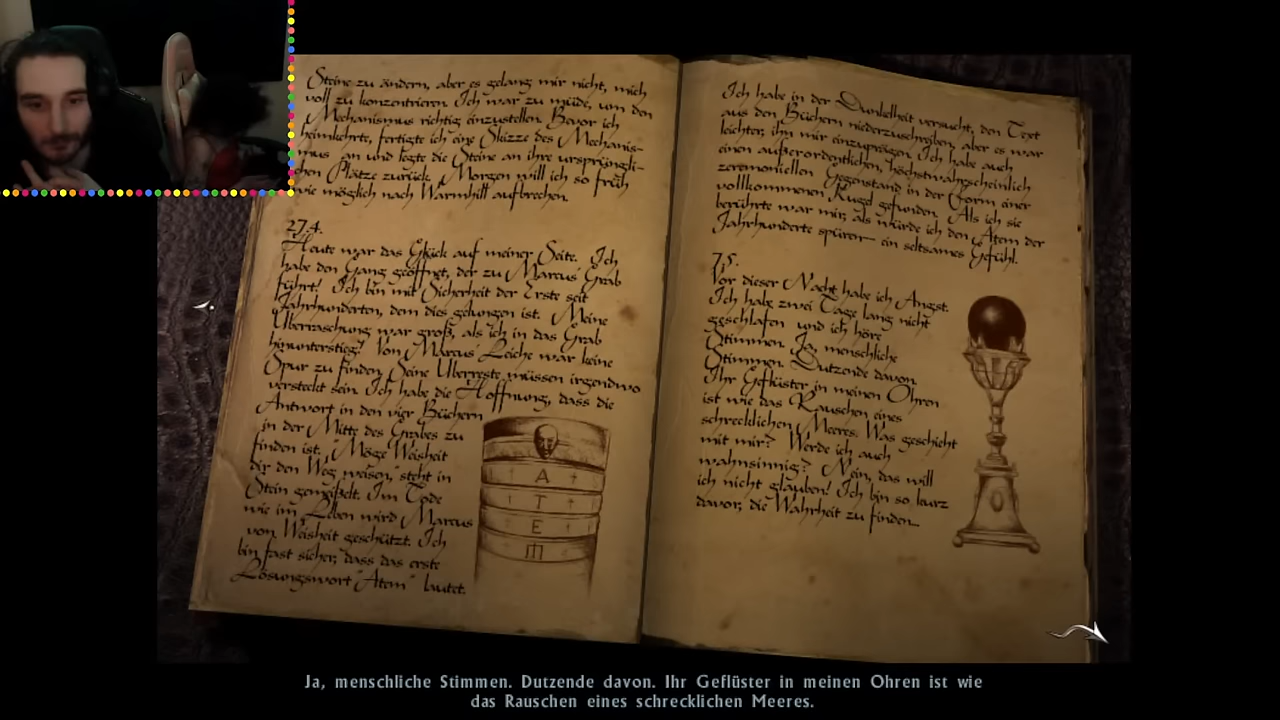 Steine zu ändern, aber es gelang mir nicht, mich
voll zu konzentrieren. Ich war zu müde, um den
Mechanismus richtig einzustellen. Bevor ich
heimkehrte, fertigte ich eine Skizze des Mechanis-
mus an und legte die Steine an ihre ursprüngli-
chen Plätze zurück. Morgen will ich so früh
wie möglich nach Warmhill aufbrechen.
27.4.
Heute war das Glück auf meiner Seite. Ich
habe den Gang geöffnet, der zu Marcus' Grab
führt! Ich bin mit Sicherheit der Erste seit
Jahrhunderten, dem dies gelungen ist. Meine
Überraschung war groß, als ich in das Grab
hinunterstieg! Von Marcus' Leiche war keine
Spur zu finden. Seine Überreste müssen irgendwo
versteckt sein. Ich habe die Hoffnung, dass die
Antwort in den vier Büchern
in der Mitte des Grabes zu
finden ist. "Möge Weisheit
dir den Weg weisen," steht in
Stein gemeißelt. Im Tode
wie im Leben wird Marcus
von Weisheit geschützt. Ich
bin fast sicher, dass das erste
Lösungswort "Atem" lautet.
A
T
E
M
Ich habe in der Dunkelheit versucht, den Text
aus den Büchern niederzuschreiben, aber es war
leichter, ihn mir einzuprägen. Ich habe auch
einen außerordentlichen, höchstwahrscheinlich
zeremoniellen Gegenstand in der Form einer
vollkommenen Kugel gefunden. Als ich sie
berührte war mir, als würde ich den Atem der
Jahrhunderte spüren – ein seltsames Gefühl.
7.5.
Vor dieser Nacht habe ich Angst.
Ich habe zwei Tage lang nicht
geschlafen und ich höre
Stimmen. Ja, menschliche
Stimmen. Dutzende davon.
Ihr Geflüster in meinen Ohren
ist wie das Rauschen eines
schrecklichen Meeres. Was geschieht
mit mir? Werde ich auch
wahnsinnig? Nein, das will
ich nicht glauben! Ich bin so kurz
davor, die Wahrheit zu finden...
Ja, menschliche Stimmen. Dutzende davon. Ihr Geflüster in meinen Ohren ist wie
das Rauschen eines schrecklichen Meeres.